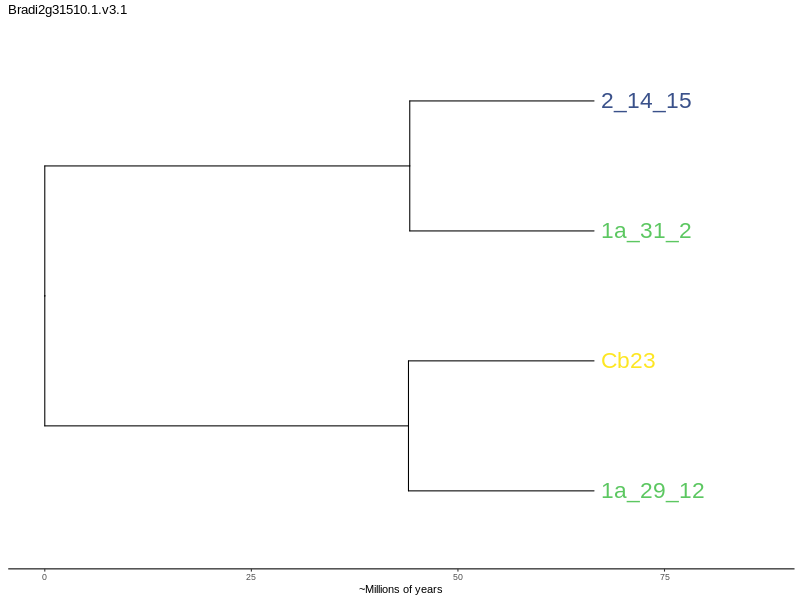 Bradi2g31510.1.v3.1
2_14_15
1a_31_2
Cb23
1a_29_12
0 25 50 75
~Millions of years